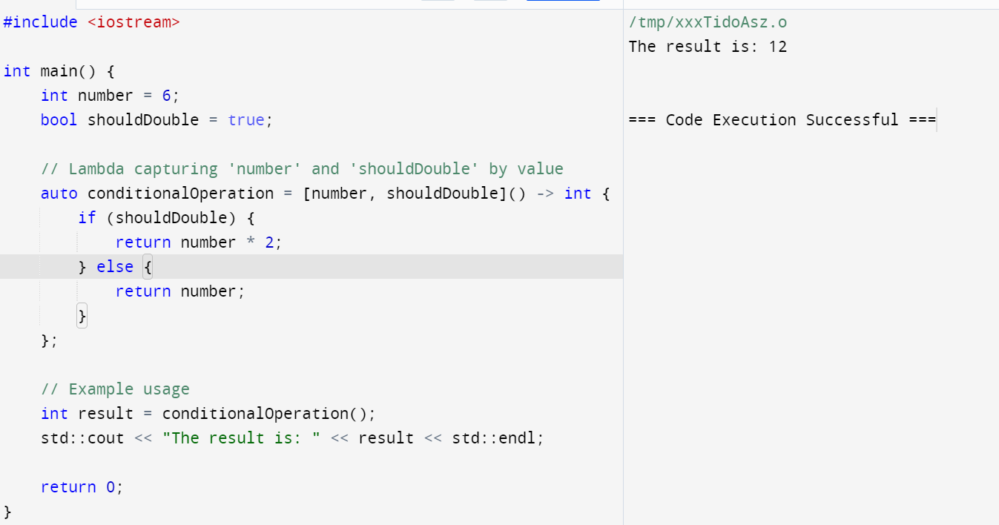 #include <iostream>
int main() {
    int number = 6;
    bool shouldDouble = true;
    // Lambda capturing 'number' and 'shouldDouble' by value
    auto conditionalOperation = [number, shouldDouble]() -> int {
        if (shouldDouble) {
            return number * 2;
        } else {
            return number;
        }
    };
    // Example usage
    int result = conditionalOperation();
    std::cout << "The result is: " << result << std::endl;
    return 0;
}
/tmp/xxxTidoAsz.o
The result is: 12
=== Code Execution Successful ===